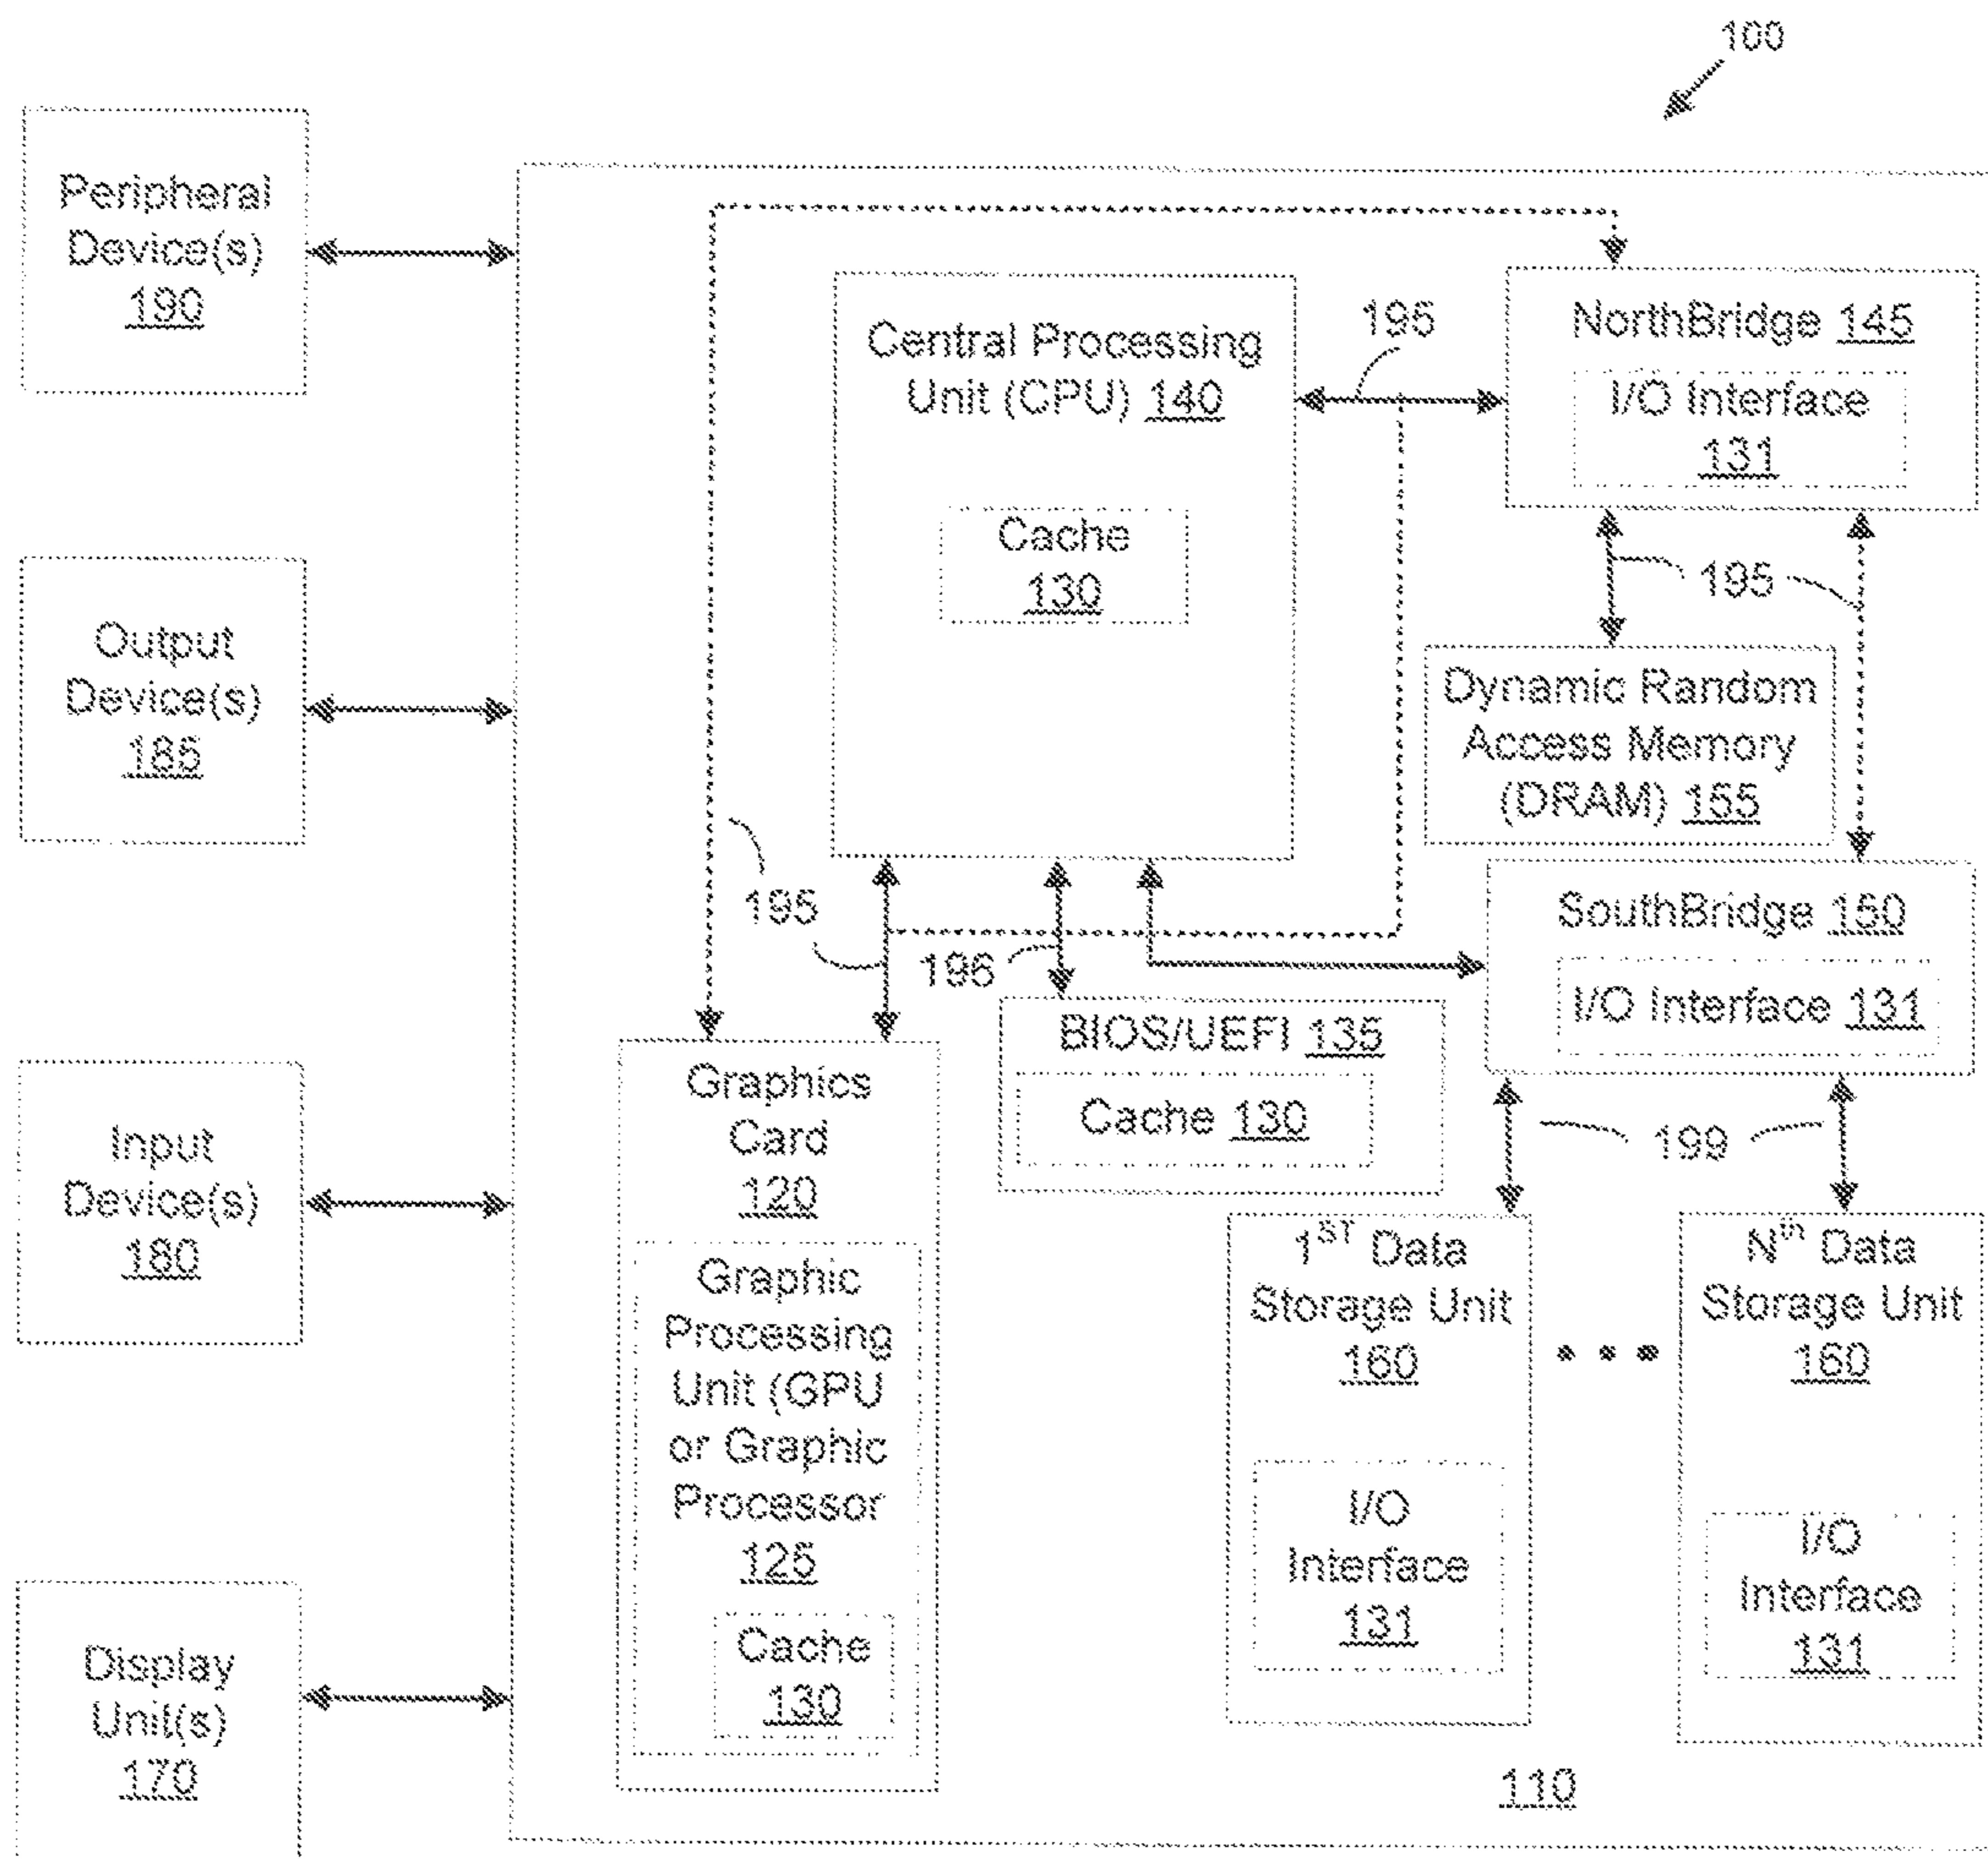 100
Peripheral
Device(s)
190
Output
Device(s)
185
Input
Device(s)
180
Display
Unit(s)
170
Central Processing
Unit (CPU) 140
Cache
130
195
NorthBridge 145
I/O Interface
131
195
Dynamic Random
Access Memory
(DRAM) 155
195
196
SouthBridge 150
I/O Interface 131
BIOS/UEFI 135
Cache 130
199
Graphics
Card
120
Graphic
Processing
Unit (GPU
or Graphic
Processor
125
Cache
130
1ST Data
Storage Unit
160
I/O
Interface
131
Nth Data
Storage Unit
160
I/O
Interface
131
110